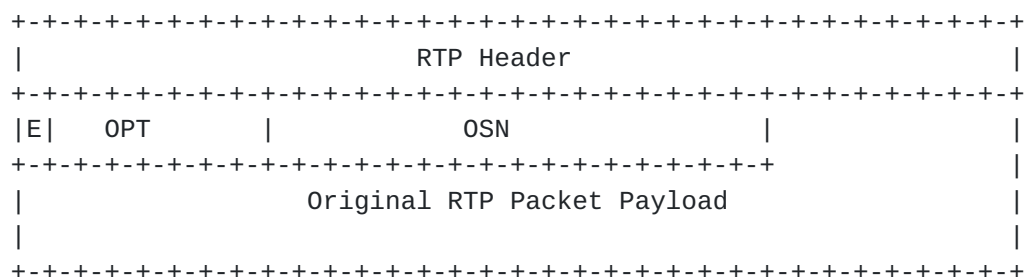 +-+-+-+-+-+-+-+-+-+-+-+-+-+-+-+-+-+-+-+-+-+-+-+-+-+-+-+-+-+-+-+-+
|                         RTP Header                            |
+-+-+-+-+-+-+-+-+-+-+-+-+-+-+-+-+-+-+-+-+-+-+-+-+-+-+-+-+-+-+-+-+
|E|   OPT       |            OSN                |               |
+-+-+-+-+-+-+-+-+-+-+-+-+-+-+-+-+-+-+-+-+-+-+-+-+               |
|                  Original RTP Packet Payload                  |
|                                                               |
+-+-+-+-+-+-+-+-+-+-+-+-+-+-+-+-+-+-+-+-+-+-+-+-+-+-+-+-+-+-+-+-+